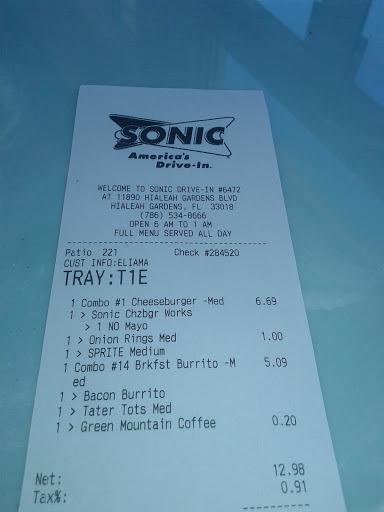 SONIC
America's
Drive-In.
WELCOME TO SONIC DRIVE-IN #6472
AT 11890 HIALEAH GARDENS BLVD
HIALEAH GARDENS, FL 33018
(786) 534-8666
OPEN 6 AM TO 1 AM
FULL MENU SERVED ALL DAY
Patio 221 Check #284520
CUST INFO:ELIAMA
TRAY:T1E
1 Combo #1 Cheeseburger -Med 6.69
1 > Sonic Chzbgr Works
> 1 NO Mayo
1 > Onion Rings Med 1.00
1 > SPRITE Medium
1 Combo #14 Brkfst Burrito -M 5.09
ed
1 > Bacon Burrito
1 > Tater Tots Med
1 > Green Mountain Coffee 0.20
Net: 12.98
Tax%: 0.91